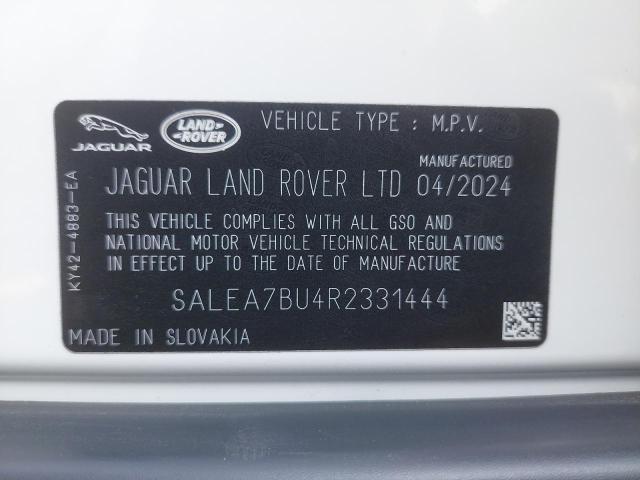 JAGUAR
LAND-
-ROVER
VEHICLE TYPE : M.P.V.
MANUFACTURED
JAGUAR LAND ROVER LTD 04/2024
THIS VEHICLE COMPLIES WITH ALL GSO AND
NATIONAL MOTOR VEHICLE TECHNICAL REGULATIONS
IN EFFECT UP TO THE DATE OF MANUFACTURE
KY42-4883-EA
SALEA7BU4R2331444
MADE IN SLOVAKIA